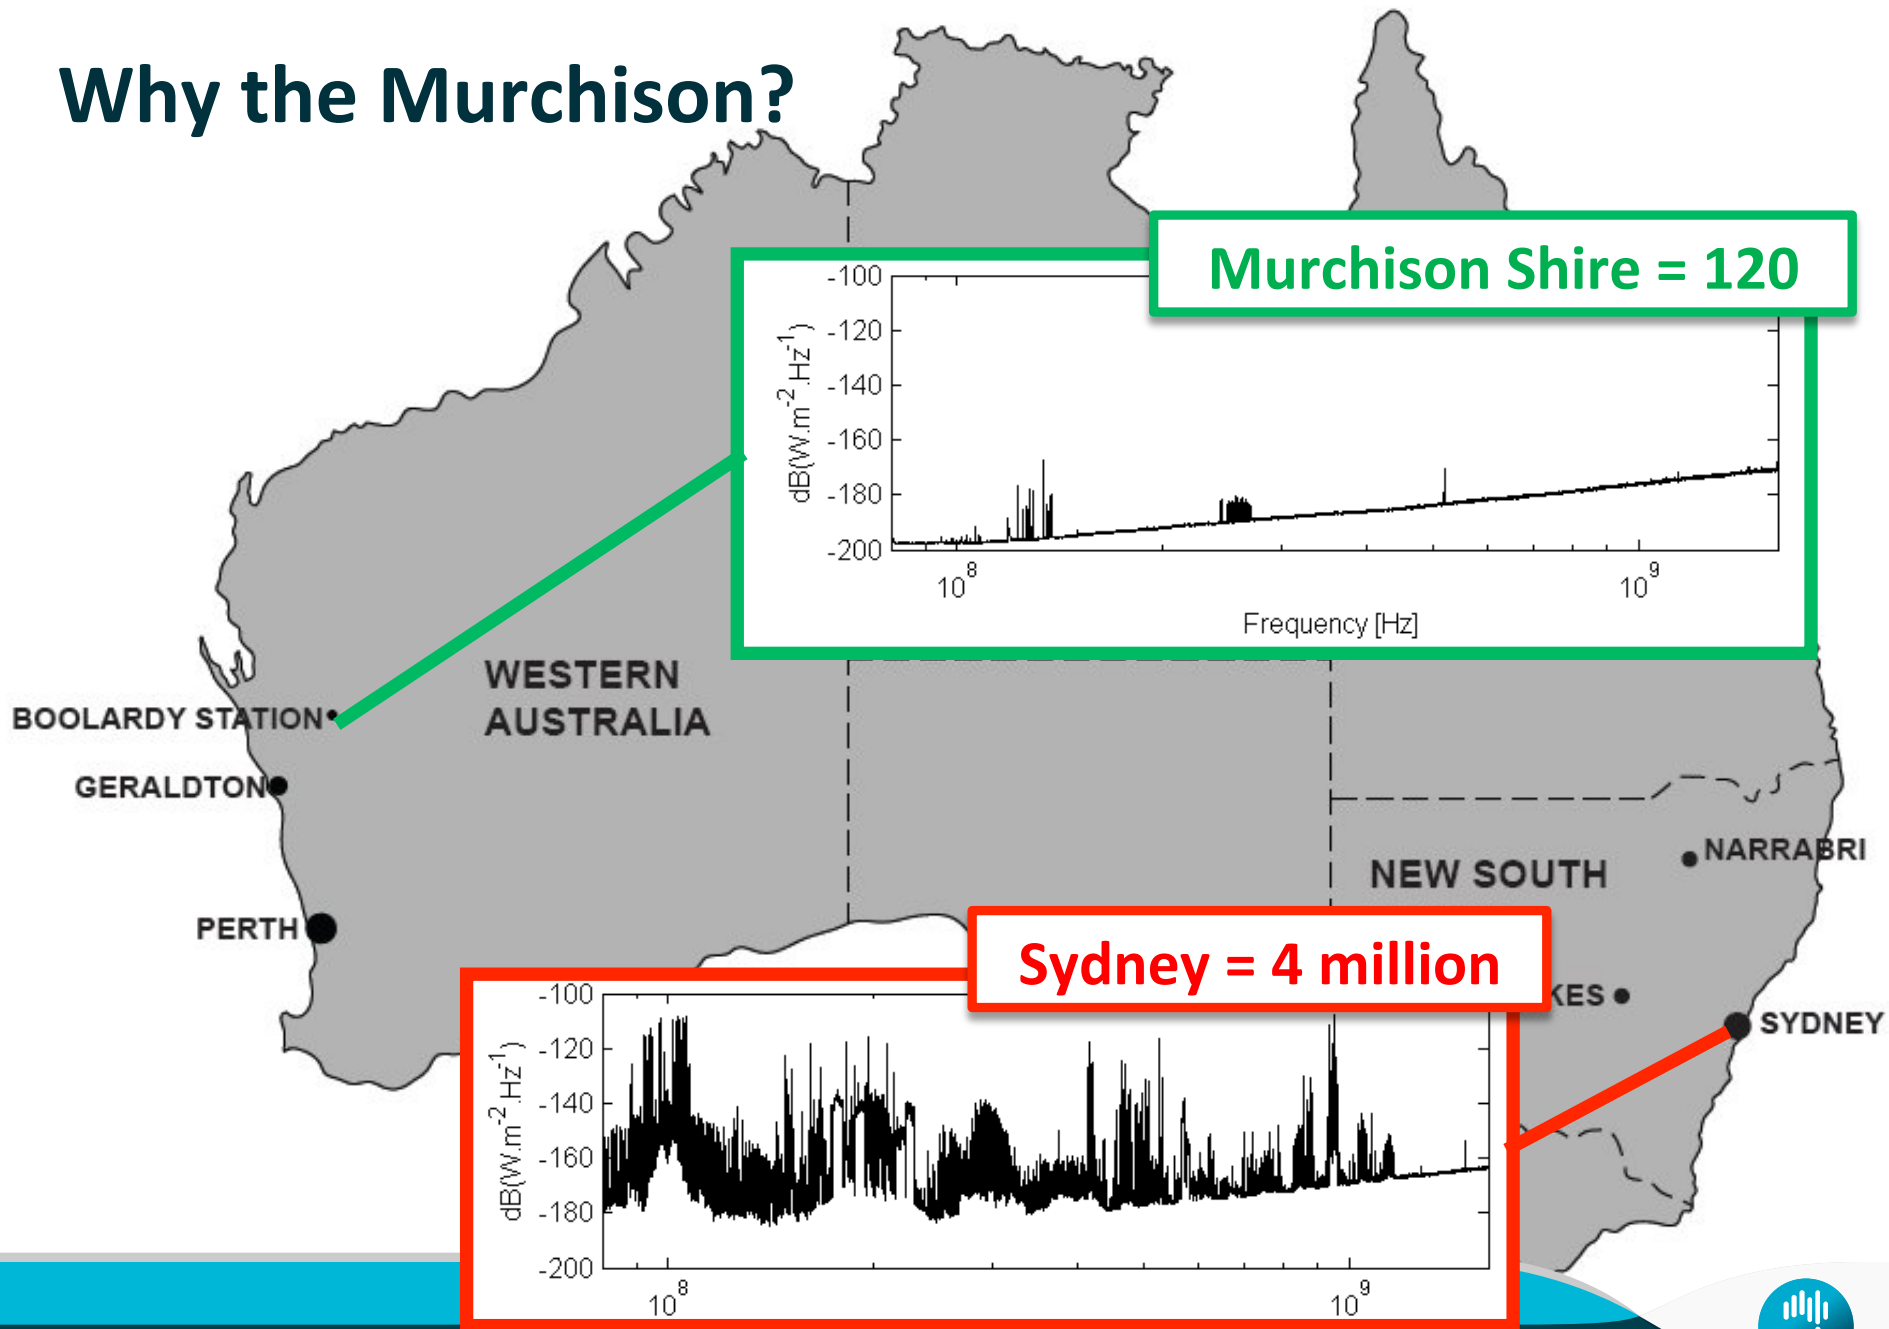 Why the Murchison?
Murchison Shire = 120
-100
-120
-140
-160
-180
-200
dB(W.m-2.Hz-1)
10^8
10^9
Frequency [Hz]
WESTERN
AUSTRALIA
BOOLARDY STATION
GERALDTON
PERTH
NARRABRI
NEW SOUTH
Sydney = 4 million
KES
SYDNEY
-100
-120
-140
-160
-180
-200
dB(W.m-2.Hz-1)
10^8
10^9